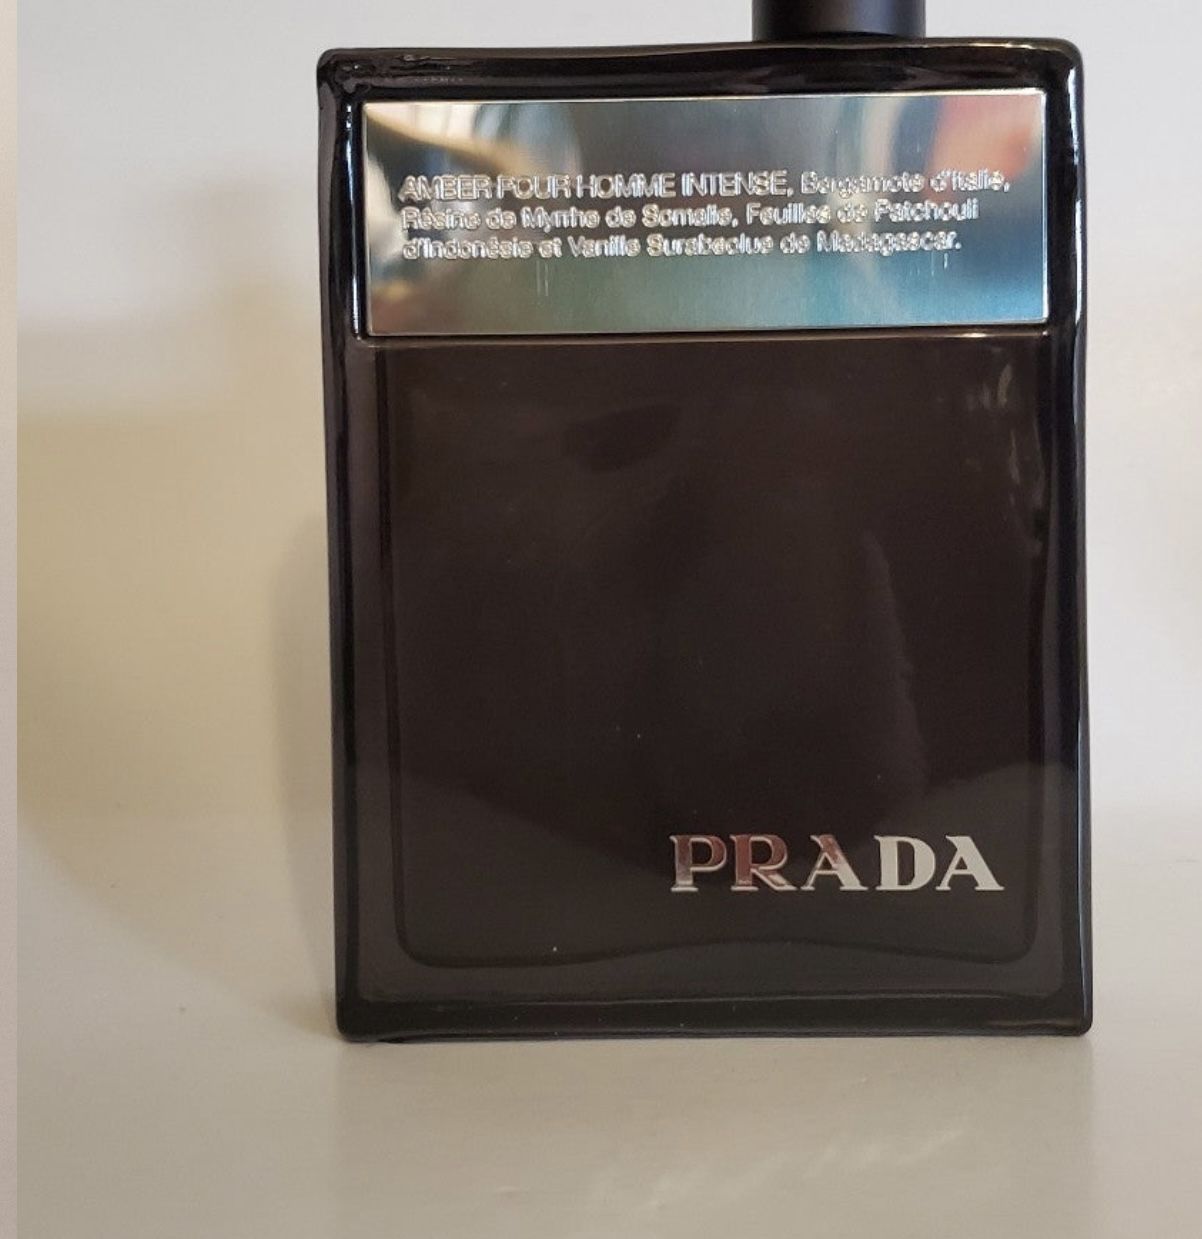 AMBER POUR HOMME INTENSE, Bergamote d'Italie,
Résine de Myrrhe de Somalie, Feuilles de Patchouli
d'Indonésie et Vanille Surabsolue de Madagascar.
PRADA